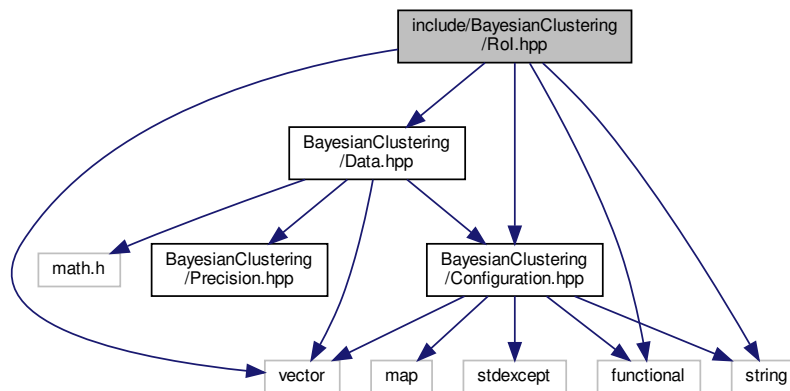 include/BayesianClustering
/RoI.hpp
BayesianClustering
/Data.hpp
math.h
BayesianClustering
/Precision.hpp
BayesianClustering
/Configuration.hpp
vector
map
stdexcept
functional
string